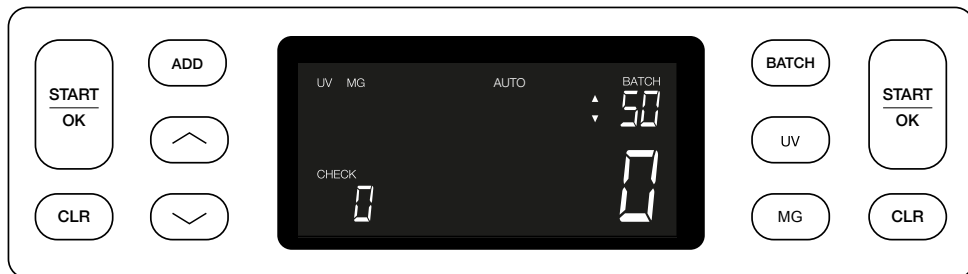 START
OK
CLR
ADD
UV MG AUTO BATCH
50
CHECK
0
0
BATCH
UV
MG
START
OK
CLR